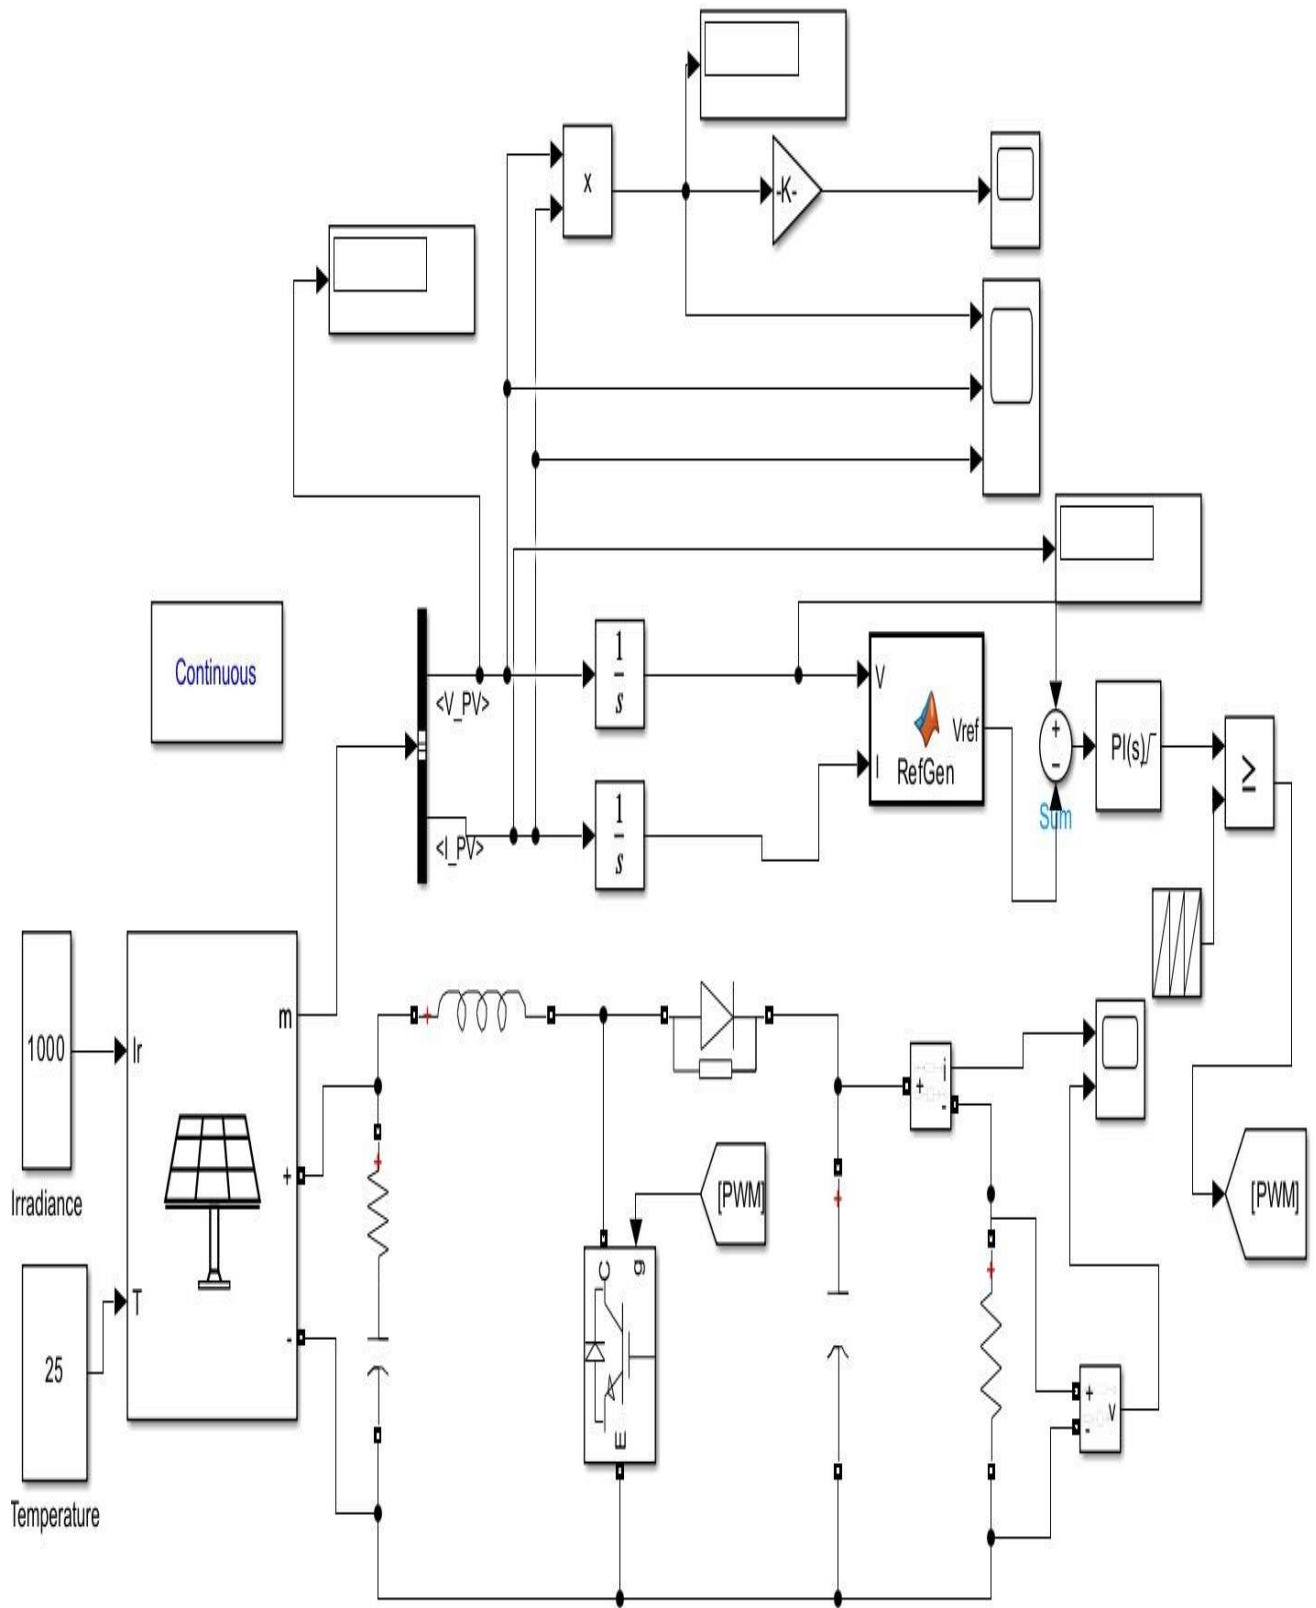 x
-K-
Continuous
<V_PV>
1
s
V
Vref
I
RefGen
+
-
PI(s)
≥
Sum
<I_PV>
1
s
1000
Ir
m
Irradiance
+
-
T
25
Temperature
+
+
C
g
E
[PWM]
+
i
+
-
+
+
v
-
[PWM]